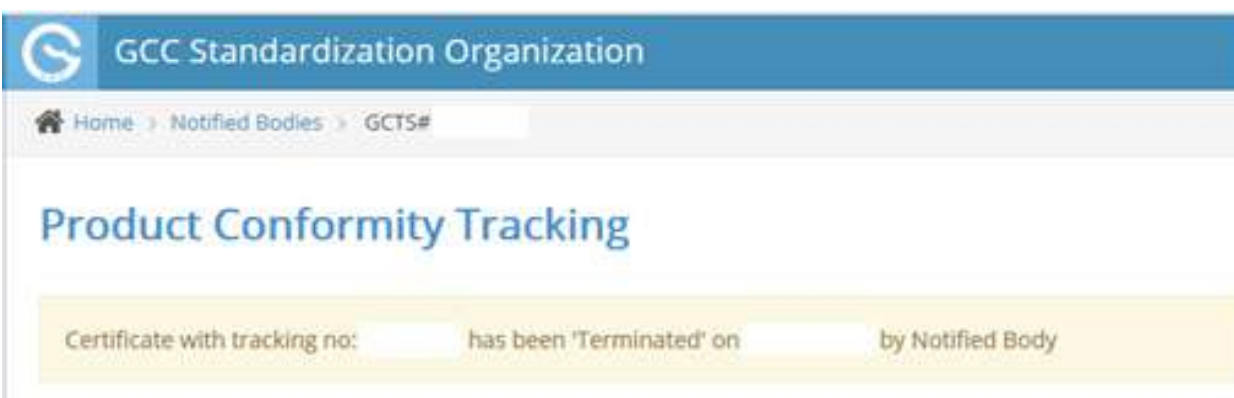 GCC Standardization Organization
Home > Notified Bodies > GCTS#
Product Conformity Tracking
Certificate with tracking no: has been 'Terminated' on by Notified Body